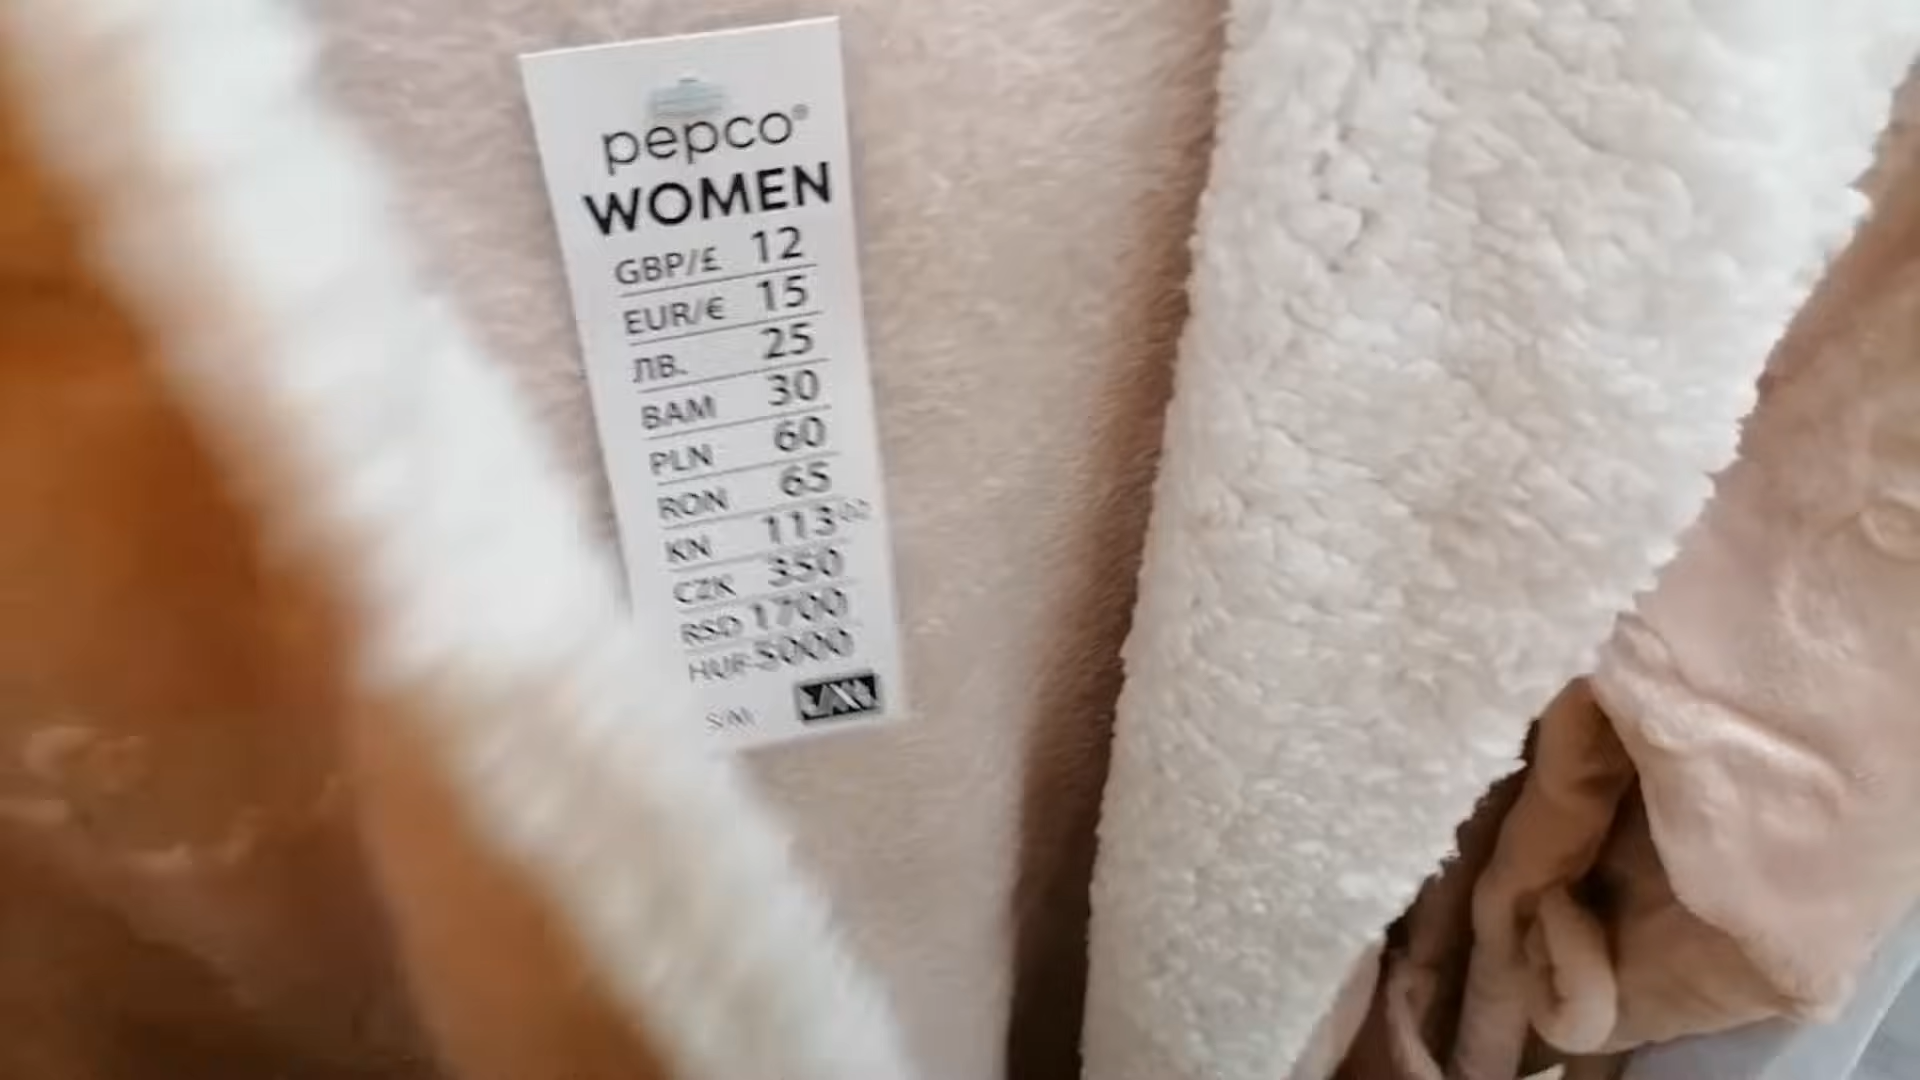 pepco®
WOMEN
GBP/£ 12
EUR/€ 15
ЛВ. 25
BAM 30
PLN 60
RON 65
KN 113⁰⁰
CZK 350
RSD 1700
HUF 5000
S/M